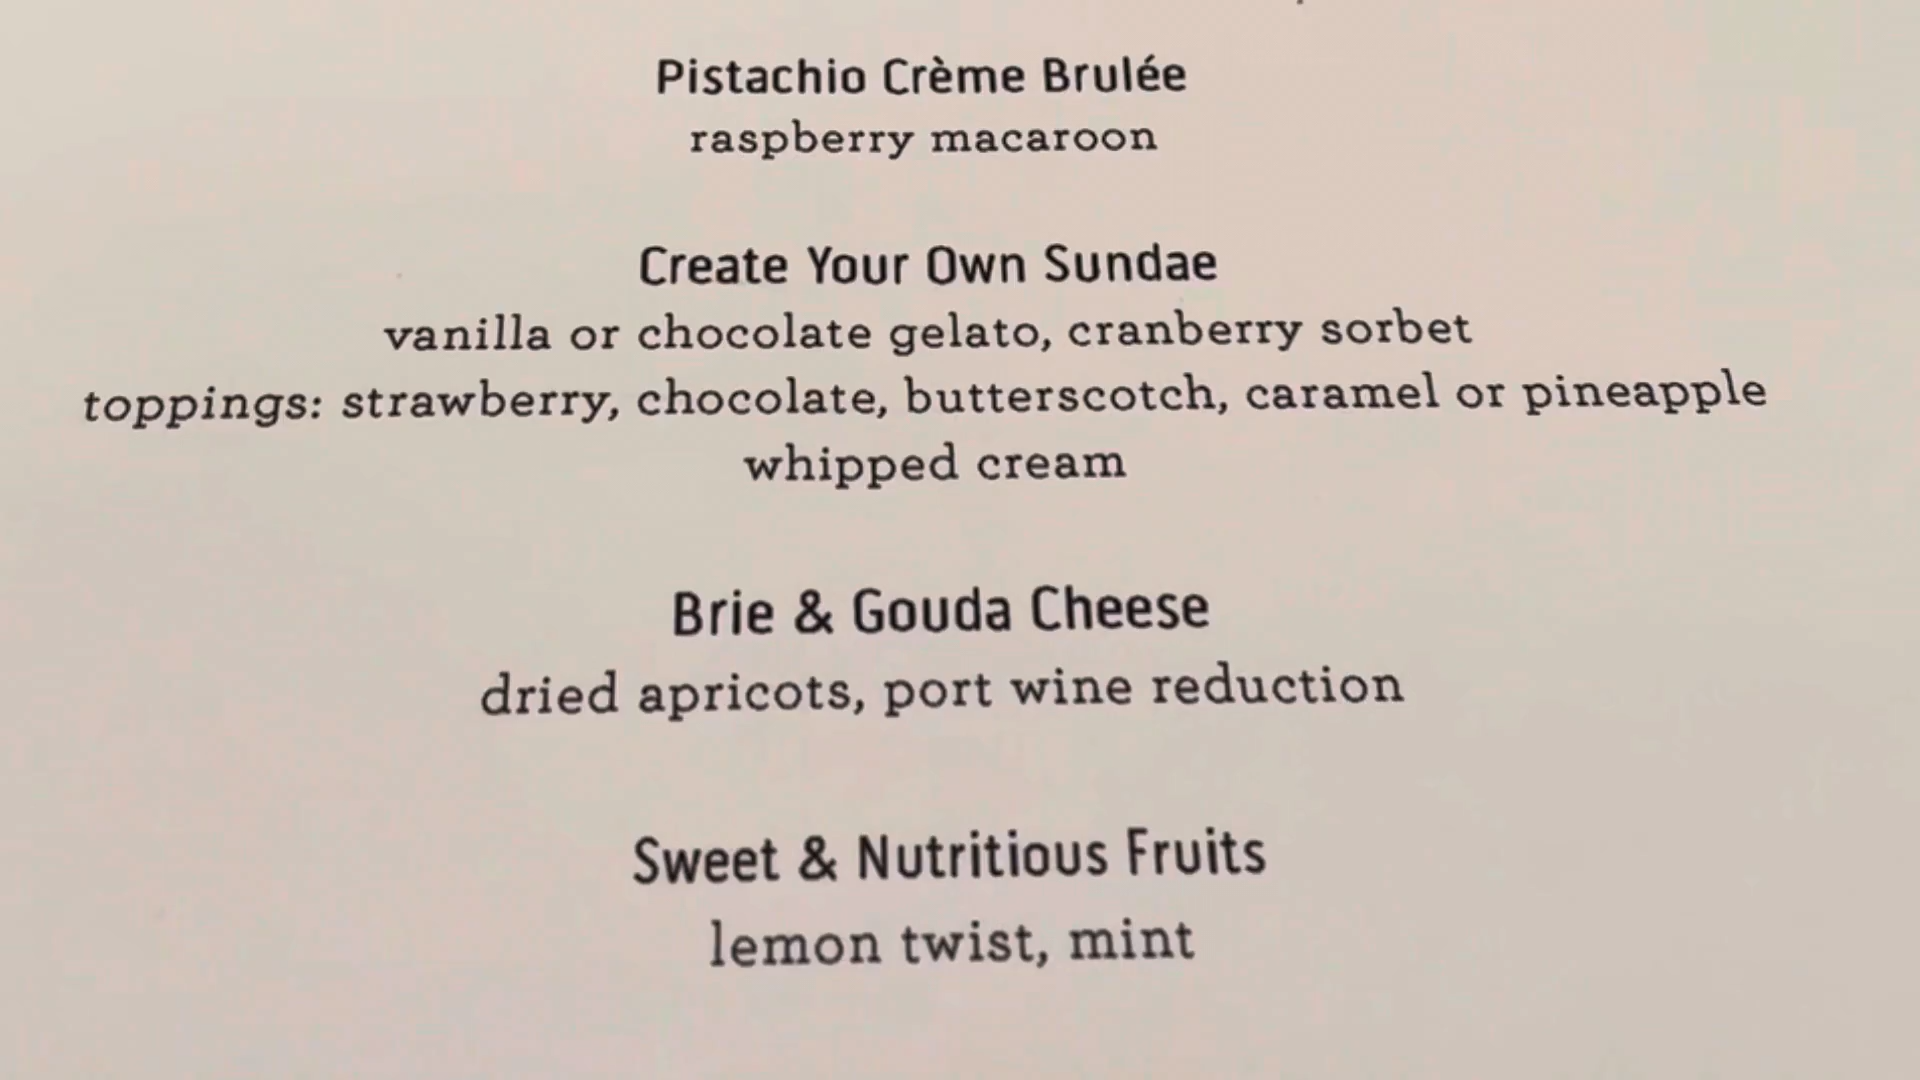 Pistachio Crème Brulée
raspberry macaroon
Create Your Own Sundae
vanilla or chocolate gelato, cranberry sorbet
toppings: strawberry, chocolate, butterscotch, caramel or pineapple
whipped cream
Brie & Gouda Cheese
dried apricots, port wine reduction
Sweet & Nutritious Fruits
lemon twist, mint